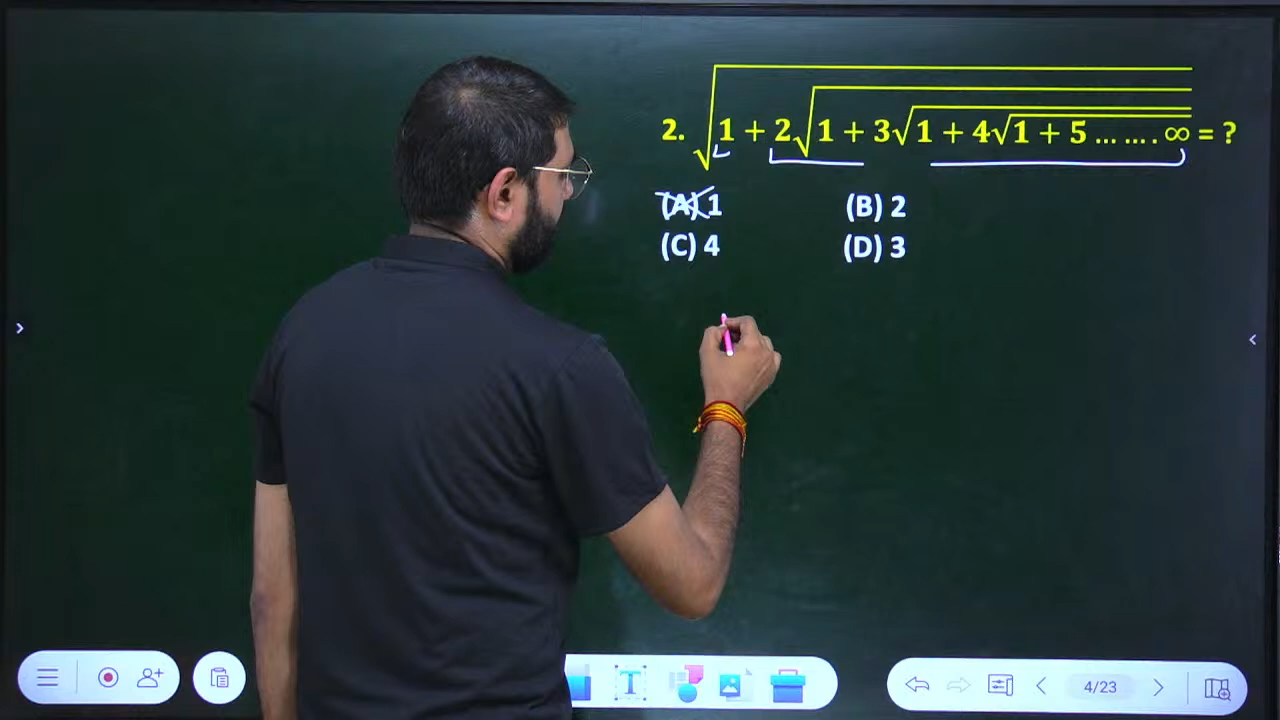 2. √1 + 2√1 + 3√1 + 4√1 + 5 ... ... . ∞ = ?
(A) 1 (B) 2
(C) 4 (D) 3
T
4/23